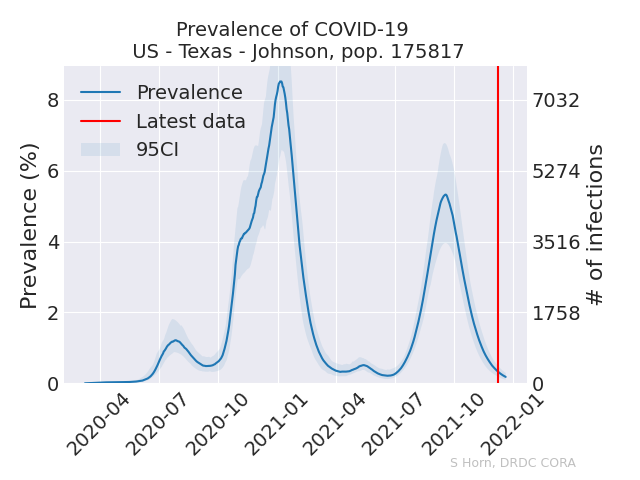 Prevalence of COVID-19
US - Texas - Johnson, pop. 175817
Prevalence
Latest data
95CI
Prevalence (%)
8
6
4
2
0
7032
5274
3516
1758
0
# of infections
2020-04
2020-07
2020-10
2021-01
2021-04
2021-07
2021-10
2022-01
S Horn, DRDC CORA